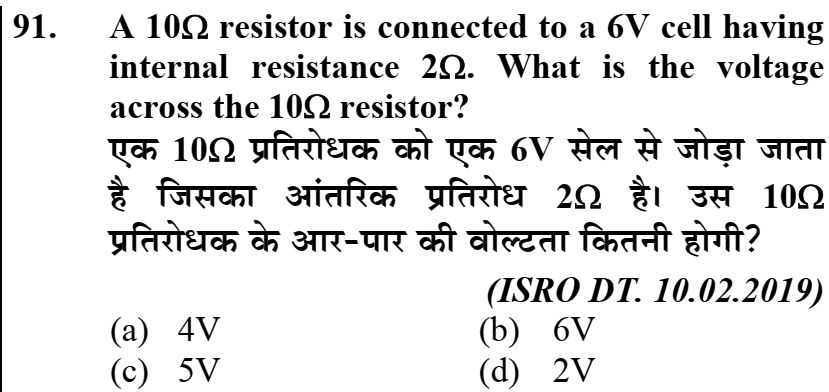 91. A 10Ω resistor is connected to a 6V cell having
internal resistance 2Ω. What is the voltage
across the 10Ω resistor?
एक 10Ω प्रतिरोधक को एक 6V सेल से जोड़ा जाता
है जिसका आंतरिक प्रतिरोध 2Ω है। उस 10Ω
प्रतिरोधक के आर-पार की वोल्टता कितनी होगी?
(ISRO DT. 10.02.2019)
(a) 4V (b) 6V
(c) 5V (d) 2V